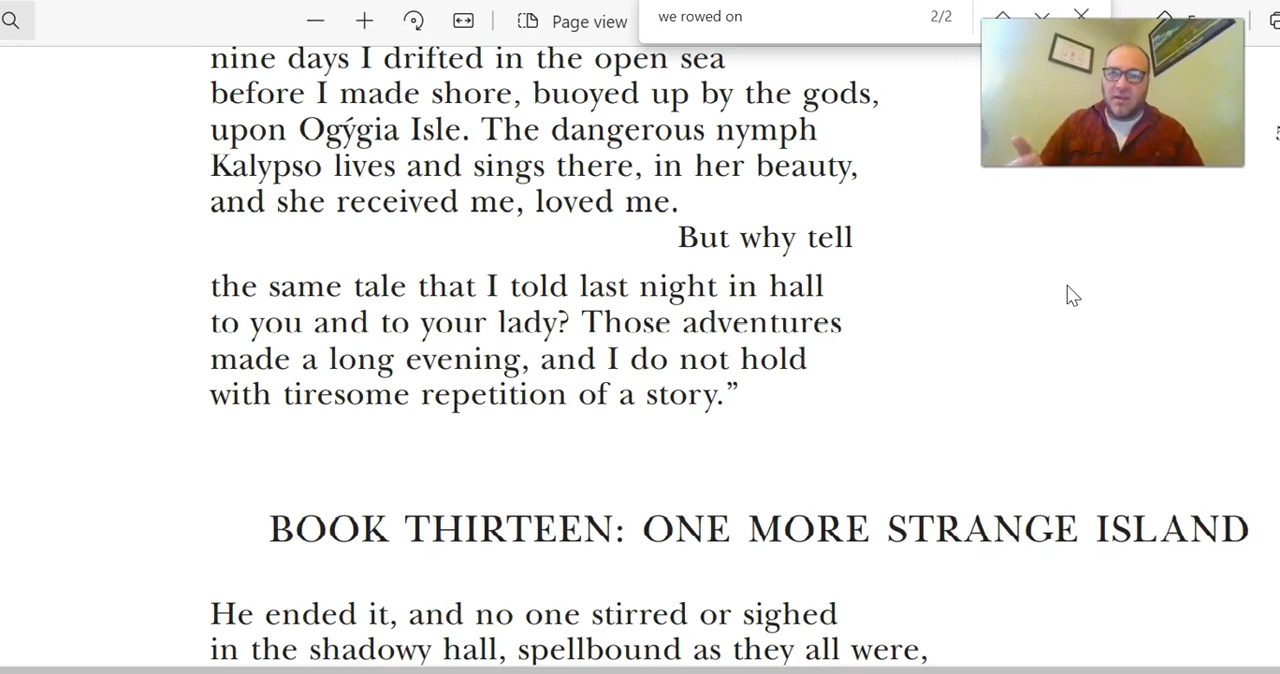 Page view
we rowed on
2/2
nine days I drifted in the open sea
before I made shore, buoyed up by the gods,
upon Ogýgia Isle. The dangerous nymph
Kalypso lives and sings there, in her beauty,
and she received me, loved me.
But why tell
the same tale that I told last night in hall
to you and to your lady? Those adventures
made a long evening, and I do not hold
with tiresome repetition of a story.”
BOOK THIRTEEN: ONE MORE STRANGE ISLAND
He ended it, and no one stirred or sighed
in the shadowy hall, spellbound as they all were,